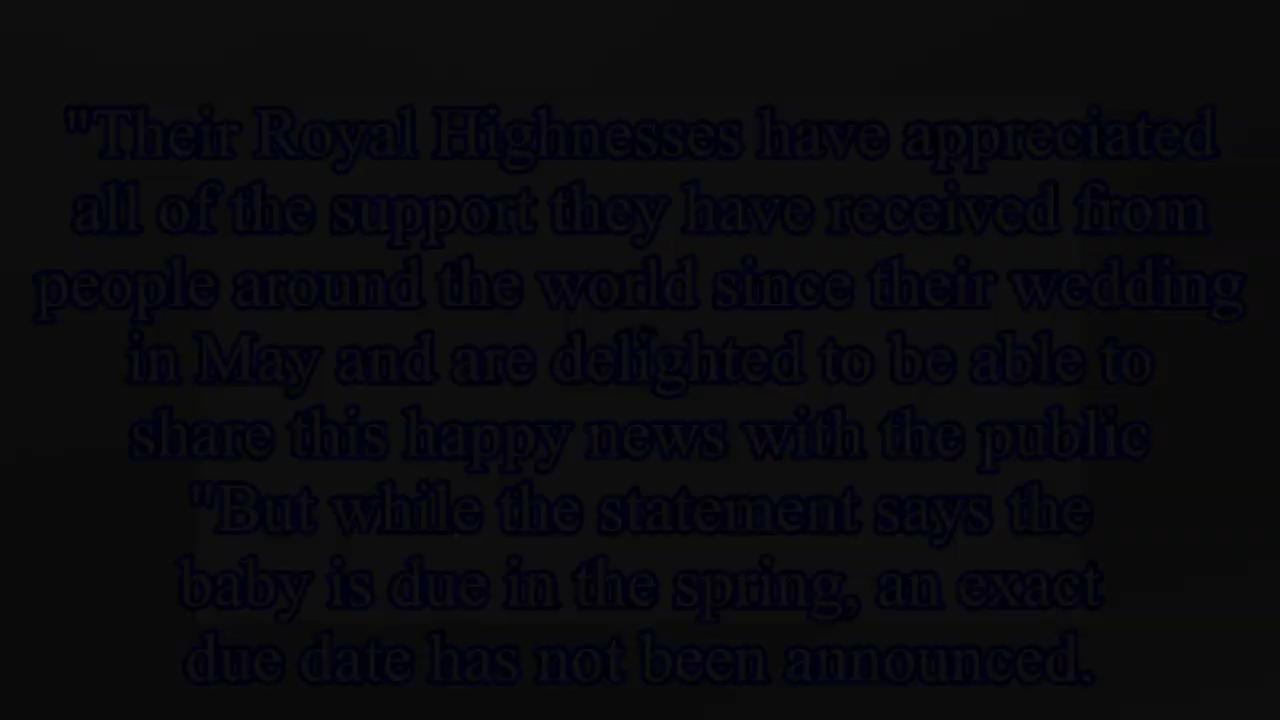 "Their Royal Highnesses have appreciated
all of the support they have received from
people around the world since their wedding
in May and are delighted to be able to
share this happy news with the public
"But while the statement says the
baby is due in the spring, an exact
due date has not been announced.